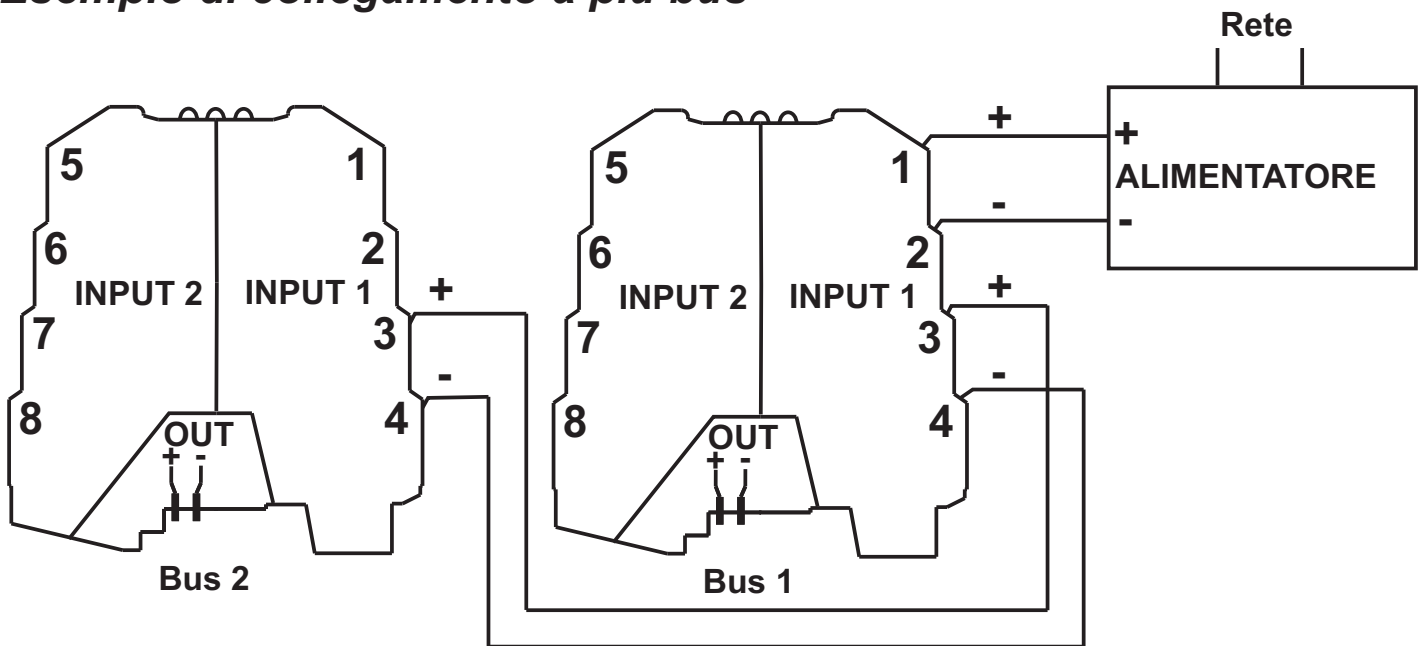 Esempio di collegamento a più bus
Rete
+
+
ALIMENTATORE
-
-
5
1
6
2
INPUT 2
INPUT 1
+
7
3
-
8
4
OUT
+ -
Bus 2
5
1
6
2
INPUT 2
INPUT 1
+
7
3
-
8
4
OUT
+ -
Bus 1